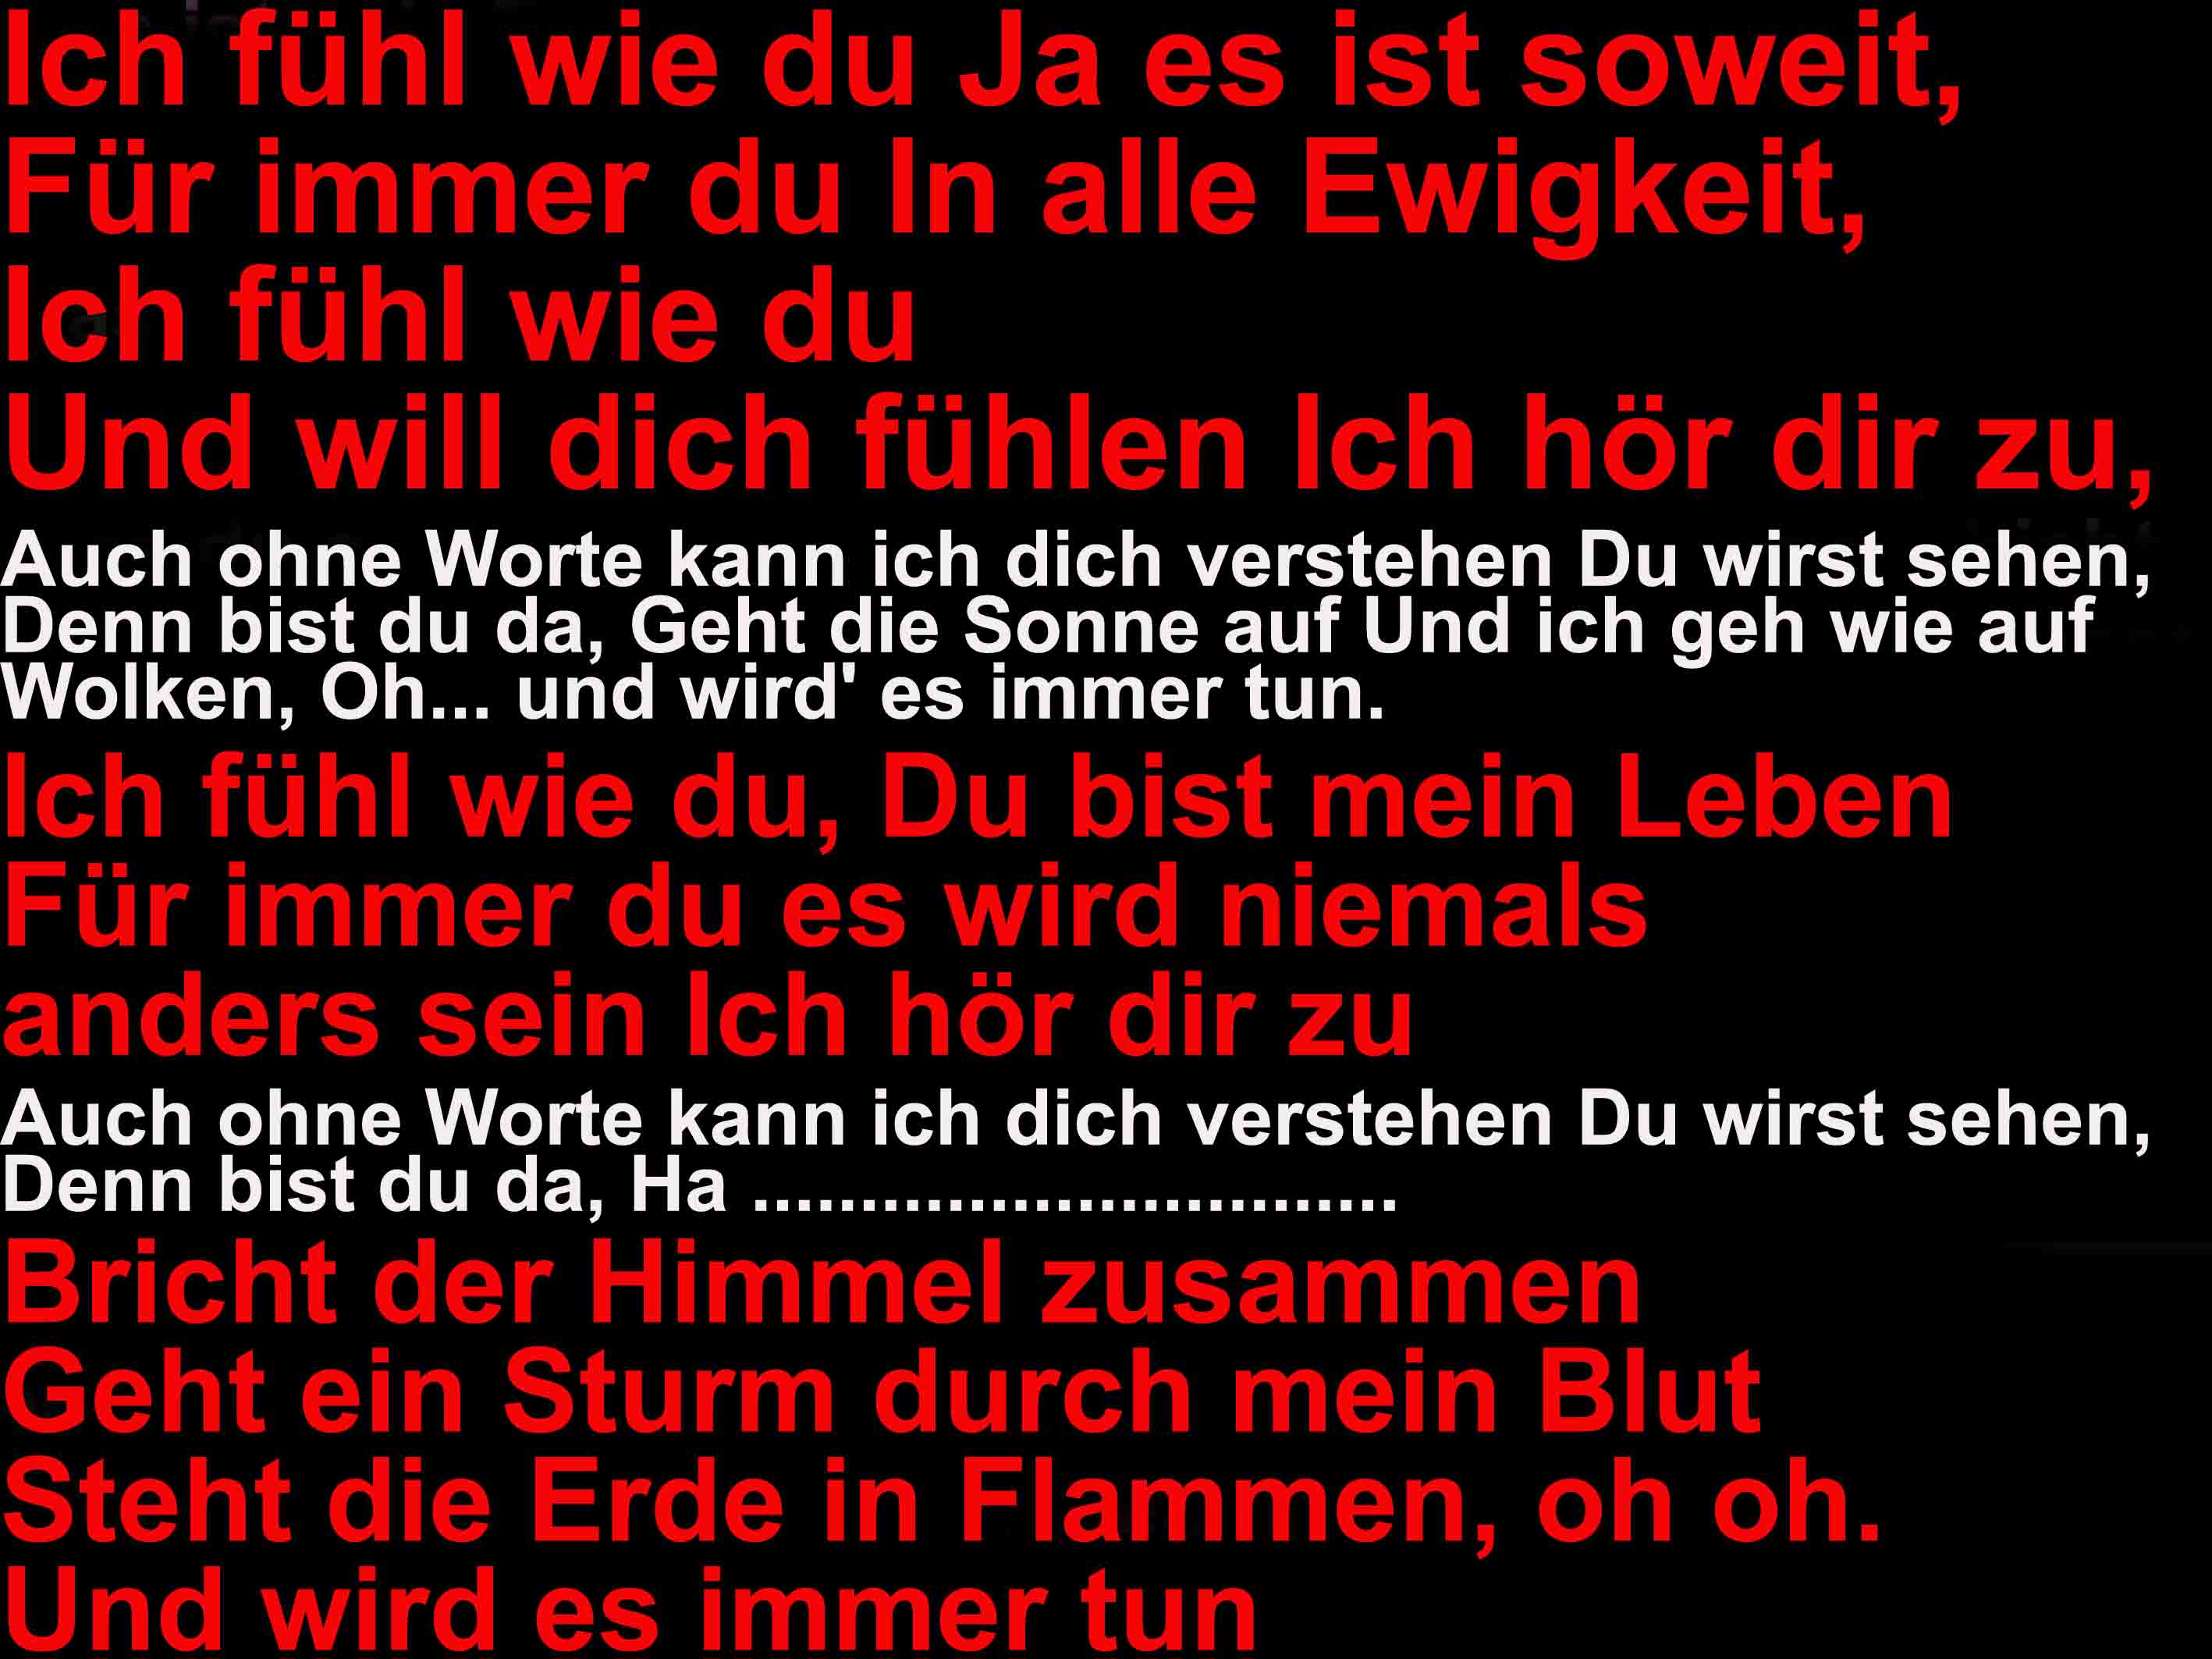 Ich fühl wie du Ja es ist soweit,
Für immer du In alle Ewigkeit,
Ich fühl wie du
Und will dich fühlen Ich hör dir zu,
Auch ohne Worte kann ich dich verstehen Du wirst sehen,
Denn bist du da, Geht die Sonne auf Und ich geh wie auf
Wolken, Oh... und wird' es immer tun.
Ich fühl wie du, Du bist mein Leben
Für immer du es wird niemals
anders sein Ich hör dir zu
Auch ohne Worte kann ich dich verstehen Du wirst sehen,
Denn bist du da, Ha ..............................
Bricht der Himmel zusammen
Geht ein Sturm durch mein Blut
Steht die Erde in Flammen, oh oh.
Und wird es immer tun